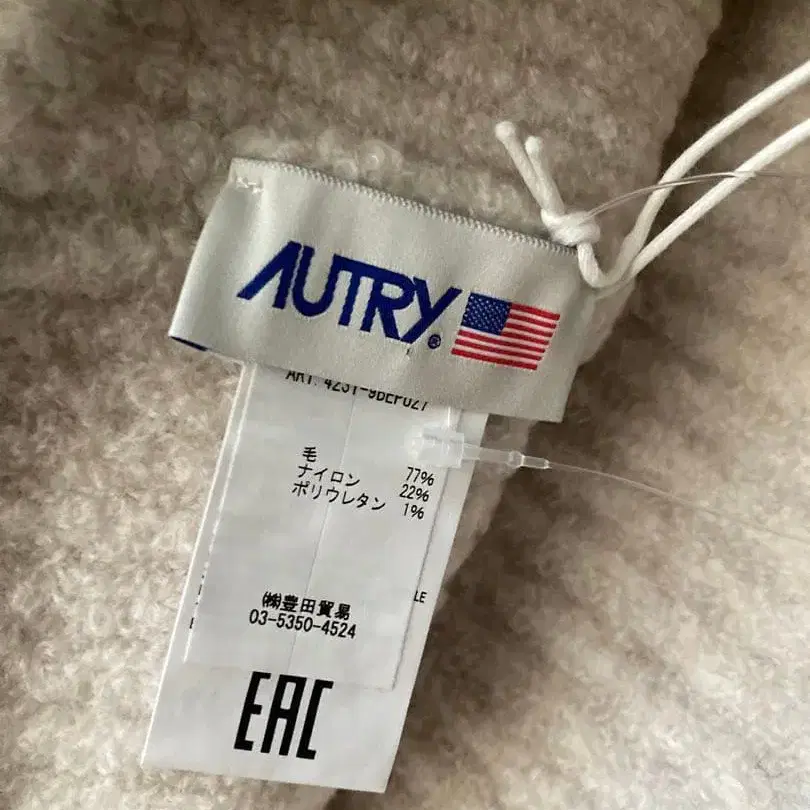 AUTRY®
ART. 4231-9BEP027
毛 77%
ナイロン 22%
ポリウレタン 1%
LE
㈱豊田貿易
03-5350-4524
EAC